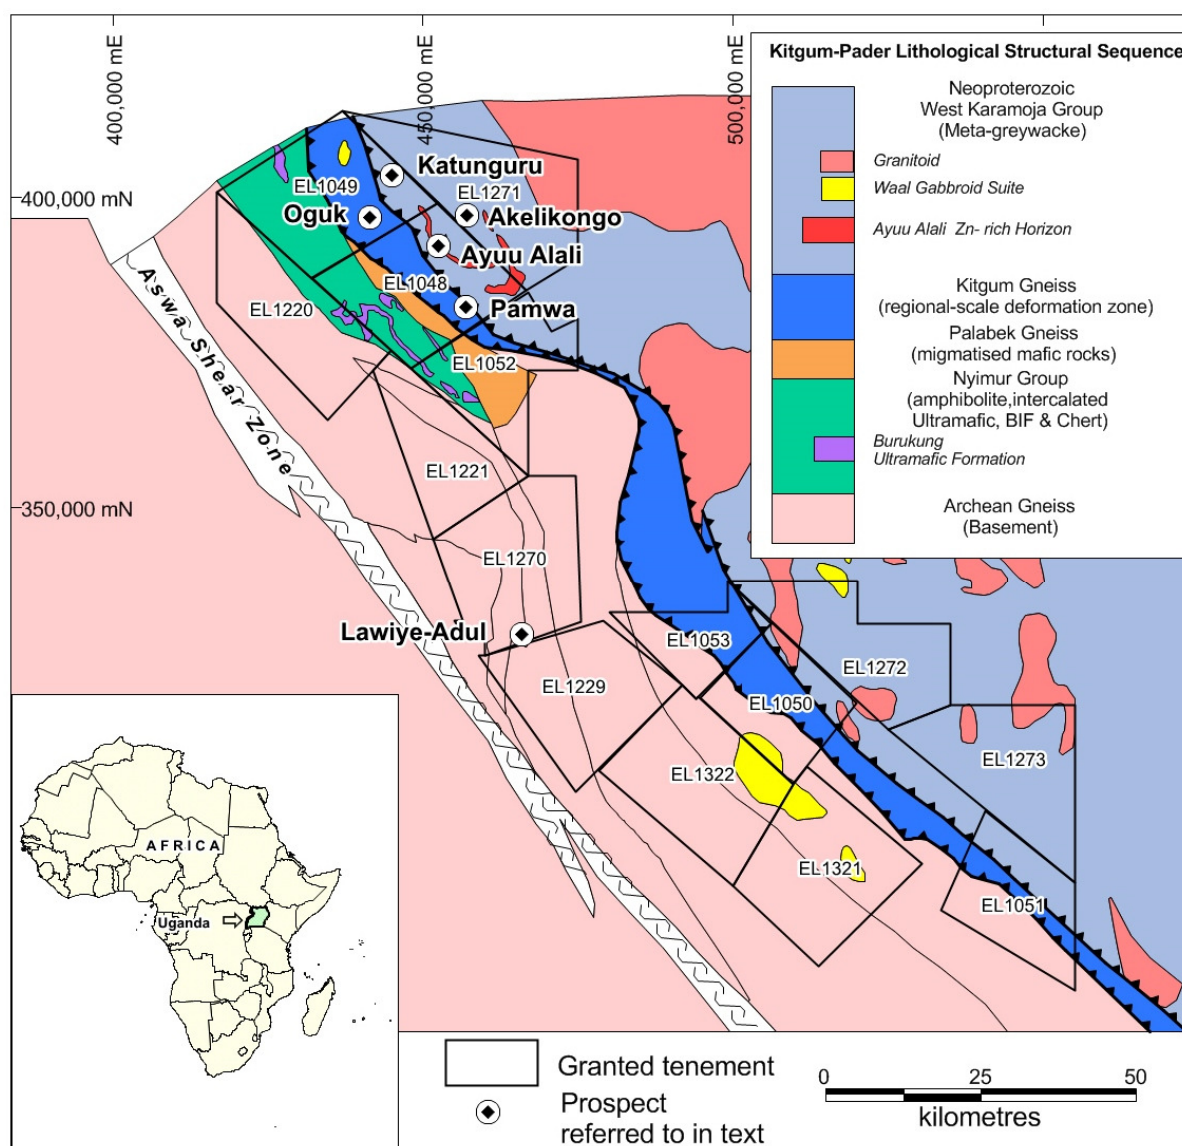 400,000 mE
450,000 mE
500,000 mE
Kitgum-Pader Lithological Structural Sequence
Neoproterozoic
West Karamoja Group
(Meta-greywacke)
Granitoid
Waal Gabbroid Suite
Ayuu Alali Zn- rich Horizon
Kitgum Gneiss
(regional-scale deformation zone)
Palabek Gneiss
(migmatised mafic rocks)
Nyimur Group
(amphibolite,intercalated
Ultramafic, BIF & Chert)
Burukung
Ultramafic Formation
Archean Gneiss
(Basement)
400,000 mN
350,000 mN
Katunguru
EL1049
EL1271
Oguk
Akelikongo
Ayuu Alali
EL1048
Pamwa
EL1220
EL1052
Aswa Shear Zone
EL1221
EL1270
Lawiye-Adul
EL1053
EL1272
EL1229
EL1050
EL1273
EL1322
EL1321
EL1051
AFRICA
Uganda
Granted tenement
Prospect
referred to in text
0 25 50
kilometres